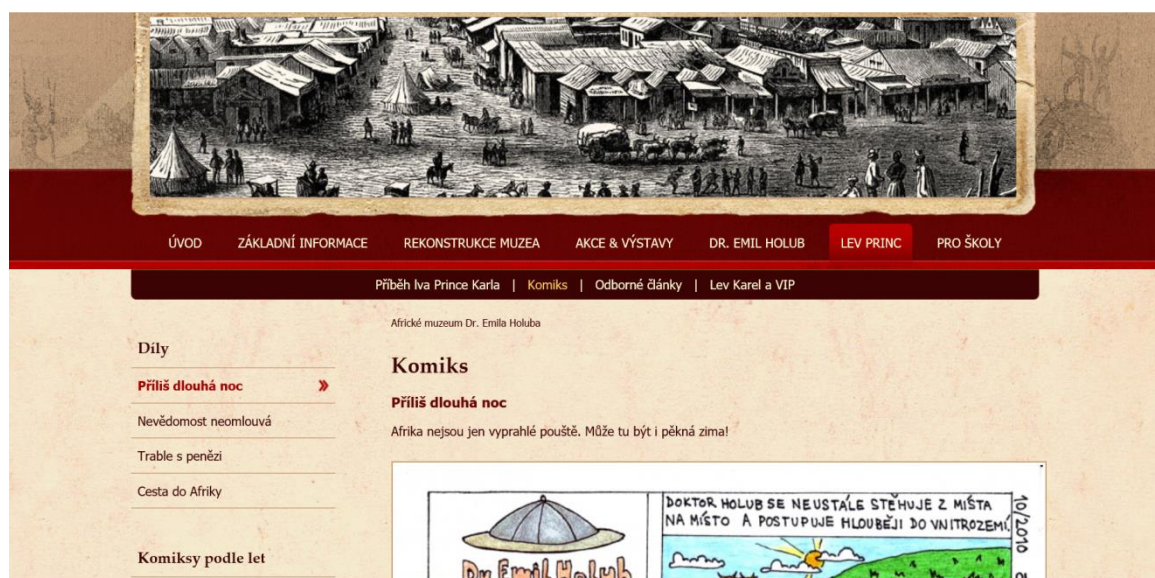 ÚVOD ZÁKLADNÍ INFORMACE REKONSTRUKCE MUZEA AKCE & VÝSTAVY DR. EMIL HOLUB LEV PRINC PRO ŠKOLY
Příběh lva Prince Karla | Komiks | Odborné články | Lev Karel a VIP
Díly
Příliš dlouhá noc
Nevědomost neomlouvá
Trable s penězi
Cesta do Afriky
Komiksy podle let
Africké muzeum Dr. Emila Holuba
Komiks
Příliš dlouhá noc
Afrika nejsou jen vyprahlé pouště. Může tu být i pěkná zima!
Dr. Emil Holub
DOKTOR HOLUB SE NEUSTÁLE STĚHUJE Z MÍSTA
NA MÍSTO A POSTUPUJE HLOUBĚJI DO VNITROZEMÍ.
10/2010